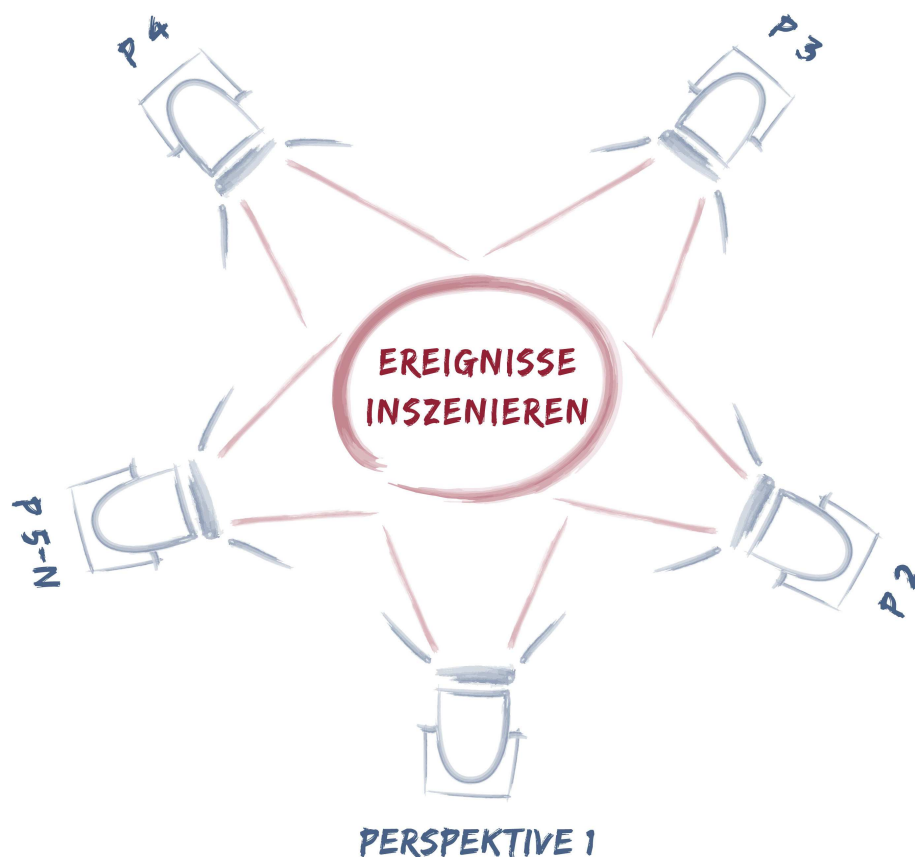 P 4
P 3
EREIGNISSE
INSZENIEREN
P 5-N
P 2
PERSPEKTIVE 1